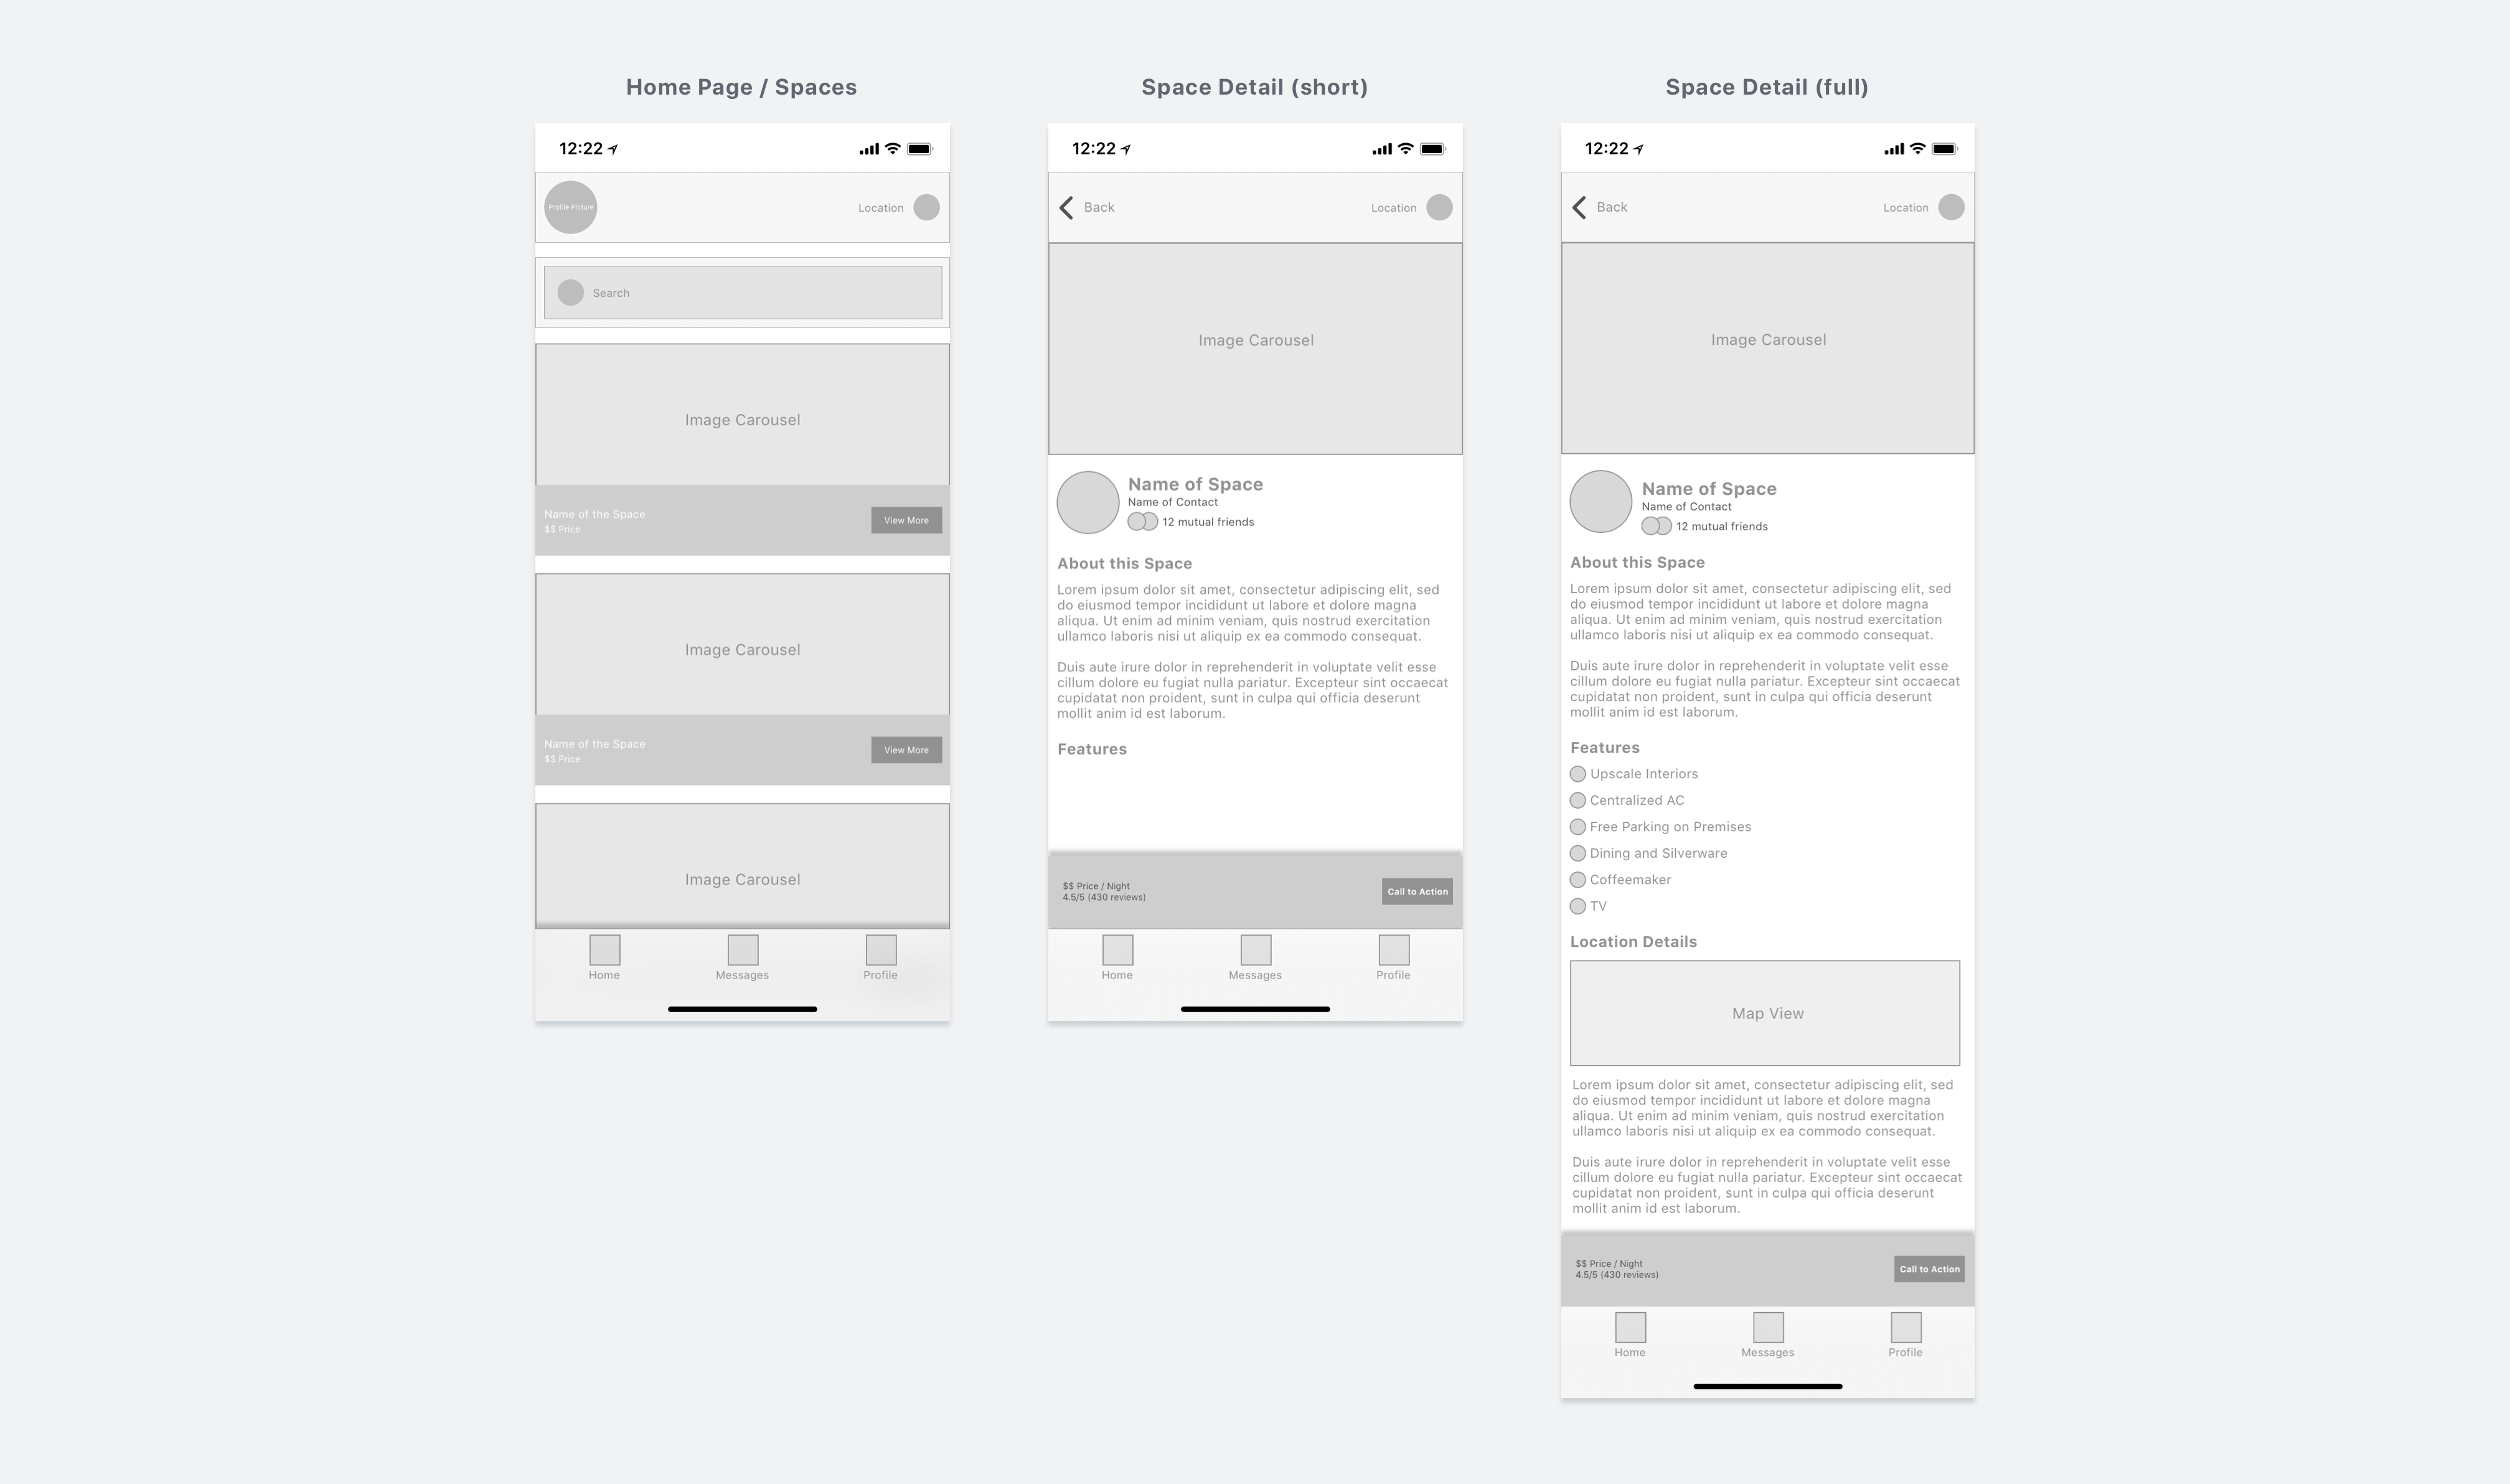 Home Page / Spaces
12:22
Profile Picture
Location
Search
Image Carousel
Name of the Space
$$ Price
View More
Image Carousel
Name of the Space
$$ Price
View More
Image Carousel
Home
Messages
Profile
Space Detail (short)
12:22
Back
Location
Image Carousel
Name of Space
Name of Contact
12 mutual friends
About this Space
Lorem ipsum dolor sit amet, consectetur adipiscing elit, sed
do eiusmod tempor incididunt ut labore et dolore magna
aliqua. Ut enim ad minim veniam, quis nostrud exercitation
ullamco laboris nisi ut aliquip ex ea commodo consequat.
Duis aute irure dolor in reprehenderit in voluptate velit esse
cillum dolore eu fugiat nulla pariatur. Excepteur sint occaecat
cupidatat non proident, sunt in culpa qui officia deserunt
mollit anim id est laborum.
Features
$$ Price / Night
4.5/5 (430 reviews)
Call to Action
Home
Messages
Profile
Space Detail (full)
12:22
Back
Location
Image Carousel
Name of Space
Name of Contact
12 mutual friends
About this Space
Lorem ipsum dolor sit amet, consectetur adipiscing elit, sed
do eiusmod tempor incididunt ut labore et dolore magna
aliqua. Ut enim ad minim veniam, quis nostrud exercitation
ullamco laboris nisi ut aliquip ex ea commodo consequat.
Duis aute irure dolor in reprehenderit in voluptate velit esse
cillum dolore eu fugiat nulla pariatur. Excepteur sint occaecat
cupidatat non proident, sunt in culpa qui officia deserunt
mollit anim id est laborum.
Features
Upscale Interiors
Centralized AC
Free Parking on Premises
Dining and Silverware
Coffeemaker
TV
Location Details
Map View
Lorem ipsum dolor sit amet, consectetur adipiscing elit, sed
do eiusmod tempor incididunt ut labore et dolore magna
aliqua. Ut enim ad minim veniam, quis nostrud exercitation
ullamco laboris nisi ut aliquip ex ea commodo consequat.
Duis aute irure dolor in reprehenderit in voluptate velit esse
cillum dolore eu fugiat nulla pariatur. Excepteur sint occaecat
cupidatat non proident, sunt in culpa qui officia deserunt
mollit anim id est laborum.
$$ Price / Night
4.5/5 (430 reviews)
Call to Action
Home
Messages
Profile